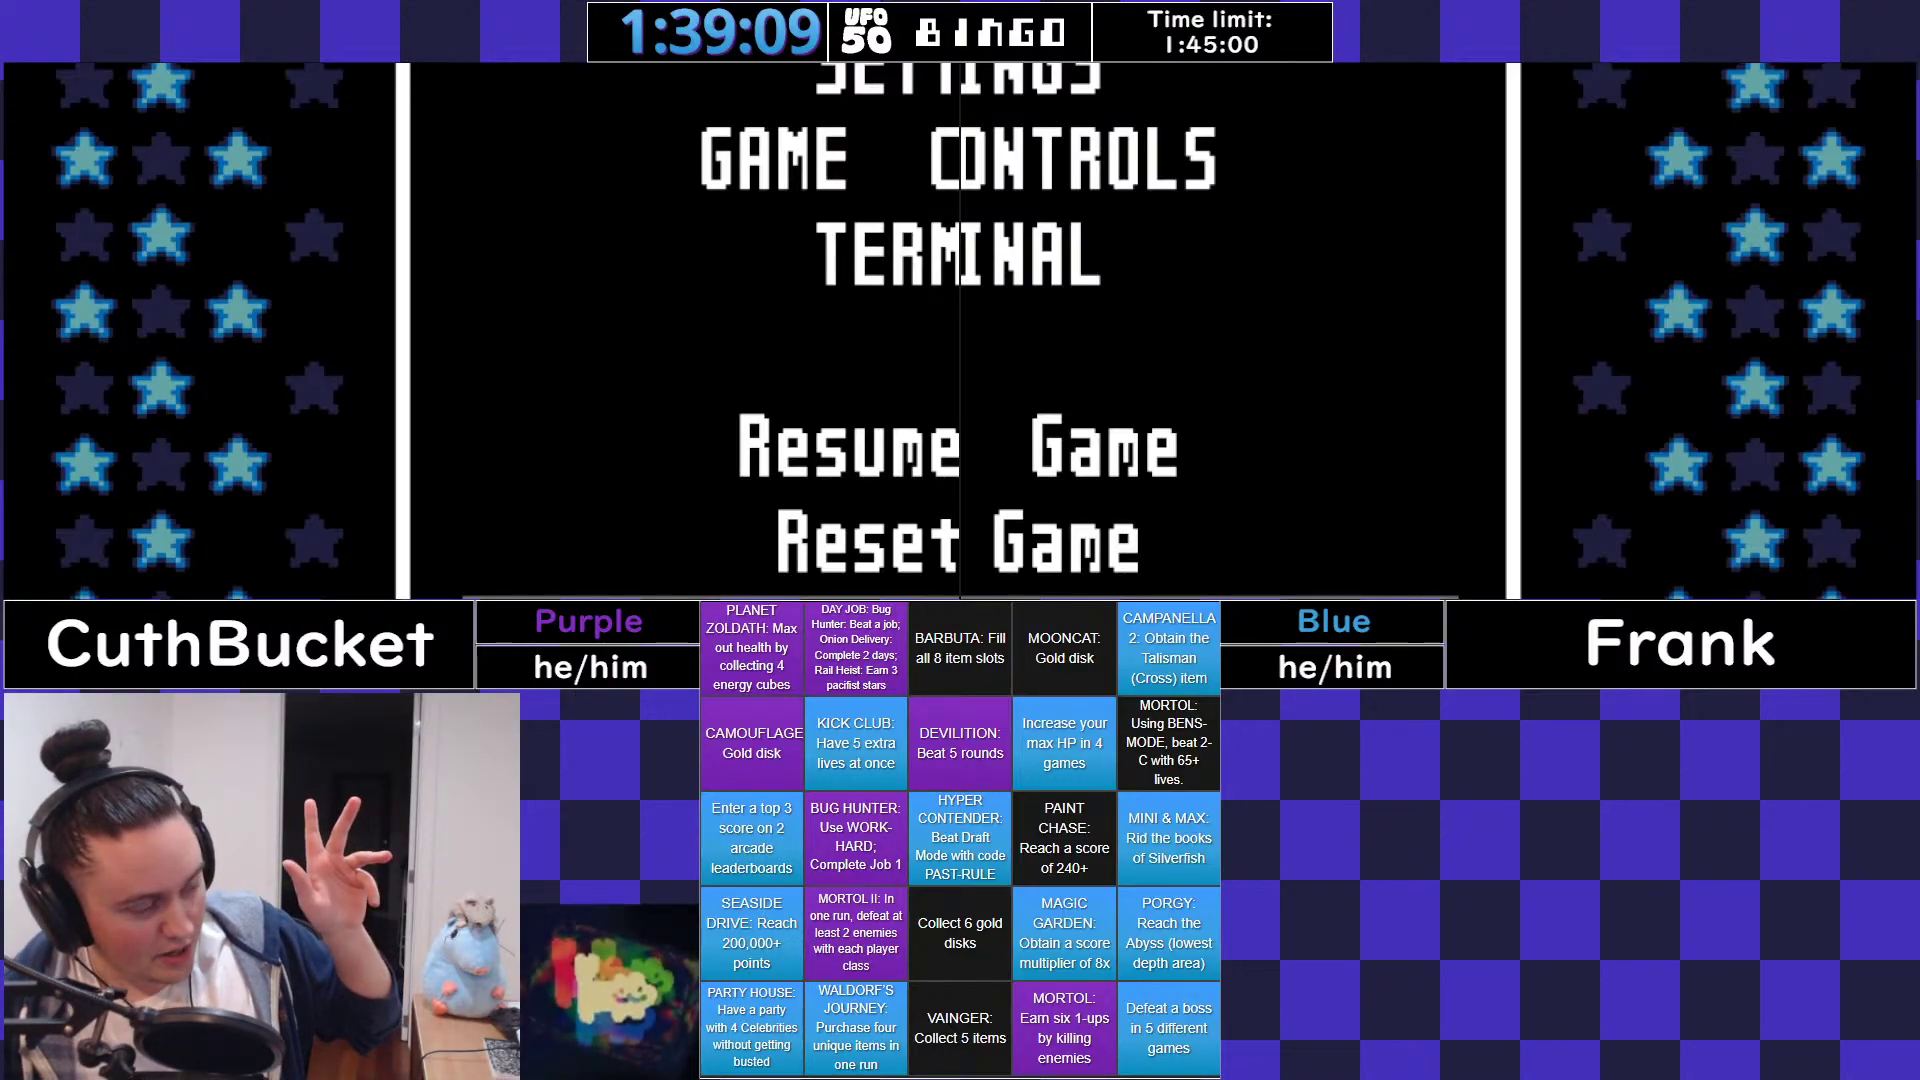 1:39:09
UFO 50
BINGO
Time limit:
1:45:00
SETTINGS
GAME CONTROLS
TERMINAL
Resume Game
Reset Game
CuthBucket
Purple
he/him
Blue
he/him
Frank
PLANET
ZOLDATH: Max
out health by
collecting 4
energy cubes
DAY JOB: Bug
Hunter: Beat a job;
Onion Delivery:
Complete 2 days;
Rail Heist: Earn 3
pacifist stars
BARBUTA: Fill
all 8 item slots
MOONCAT:
Gold disk
CAMPANELLA
2: Obtain the
Talisman
(Cross) item
CAMOUFLAGE
Gold disk
KICK CLUB:
Have 5 extra
lives at once
DEVILITION:
Beat 5 rounds
Increase your
max HP in 4
games
MORTOL:
Using BENS-
MODE, beat 2-
C with 65+
lives.
Enter a top 3
score on 2
arcade
leaderboards
BUG HUNTER:
Use WORK-
HARD;
Complete Job 1
HYPER
CONTENDER:
Beat Draft
Mode with code
PAST-RULE
PAINT
CHASE:
Reach a score
of 240+
MINI & MAX:
Rid the books
of Silverfish
SEASIDE
DRIVE: Reach
200,000+
points
MORTOL II: In
one run, defeat at
least 2 enemies
with each player
class
Collect 6 gold
disks
MAGIC
GARDEN:
Obtain a score
multiplier of 8x
PORGY:
Reach the
Abyss (lowest
depth area)
PARTY HOUSE:
Have a party
with 4 Celebrities
without getting
busted
WALDORF'S
JOURNEY:
Purchase four
unique items in
one run
VAINGER:
Collect 5 items
MORTOL:
Earn six 1-ups
by killing
enemies
Defeat a boss
in 5 different
games